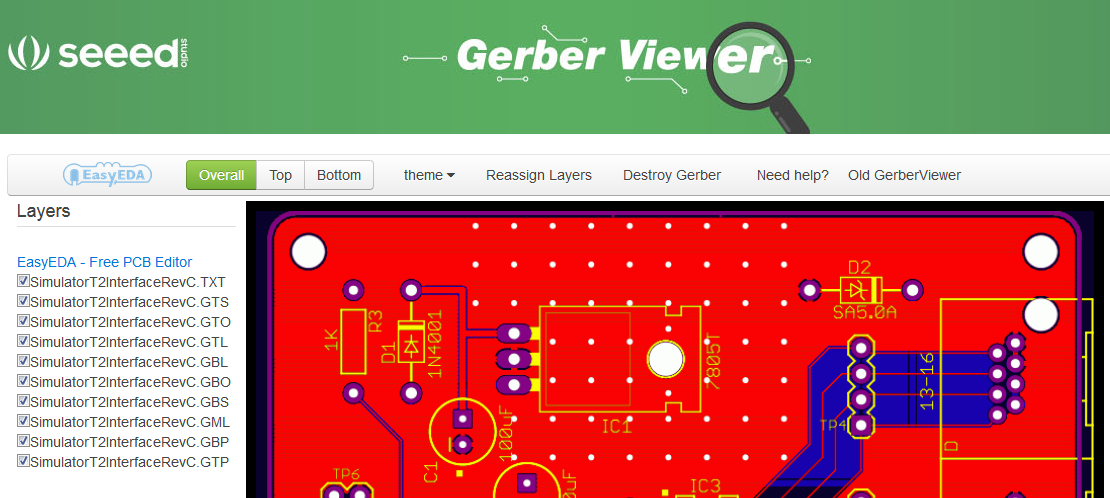 seeed studio
Gerber Viewer
EasyEDA
Overall Top Bottom theme Reassign Layers Destroy Gerber Need help? Old GerberViewer
Layers
EasyEDA - Free PCB Editor
SimulatorT2InterfaceRevC.TXT
SimulatorT2InterfaceRevC.GTS
SimulatorT2InterfaceRevC.GTO
SimulatorT2InterfaceRevC.GTL
SimulatorT2InterfaceRevC.GBL
SimulatorT2InterfaceRevC.GBO
SimulatorT2InterfaceRevC.GBS
SimulatorT2InterfaceRevC.GML
SimulatorT2InterfaceRevC.GBP
SimulatorT2InterfaceRevC.GTP
D2
SA5.0A
1K
R3
D1
1N4001
7805T
IC1
13-16
TP4
D
C1
100uF
TP6
0uF
IC3